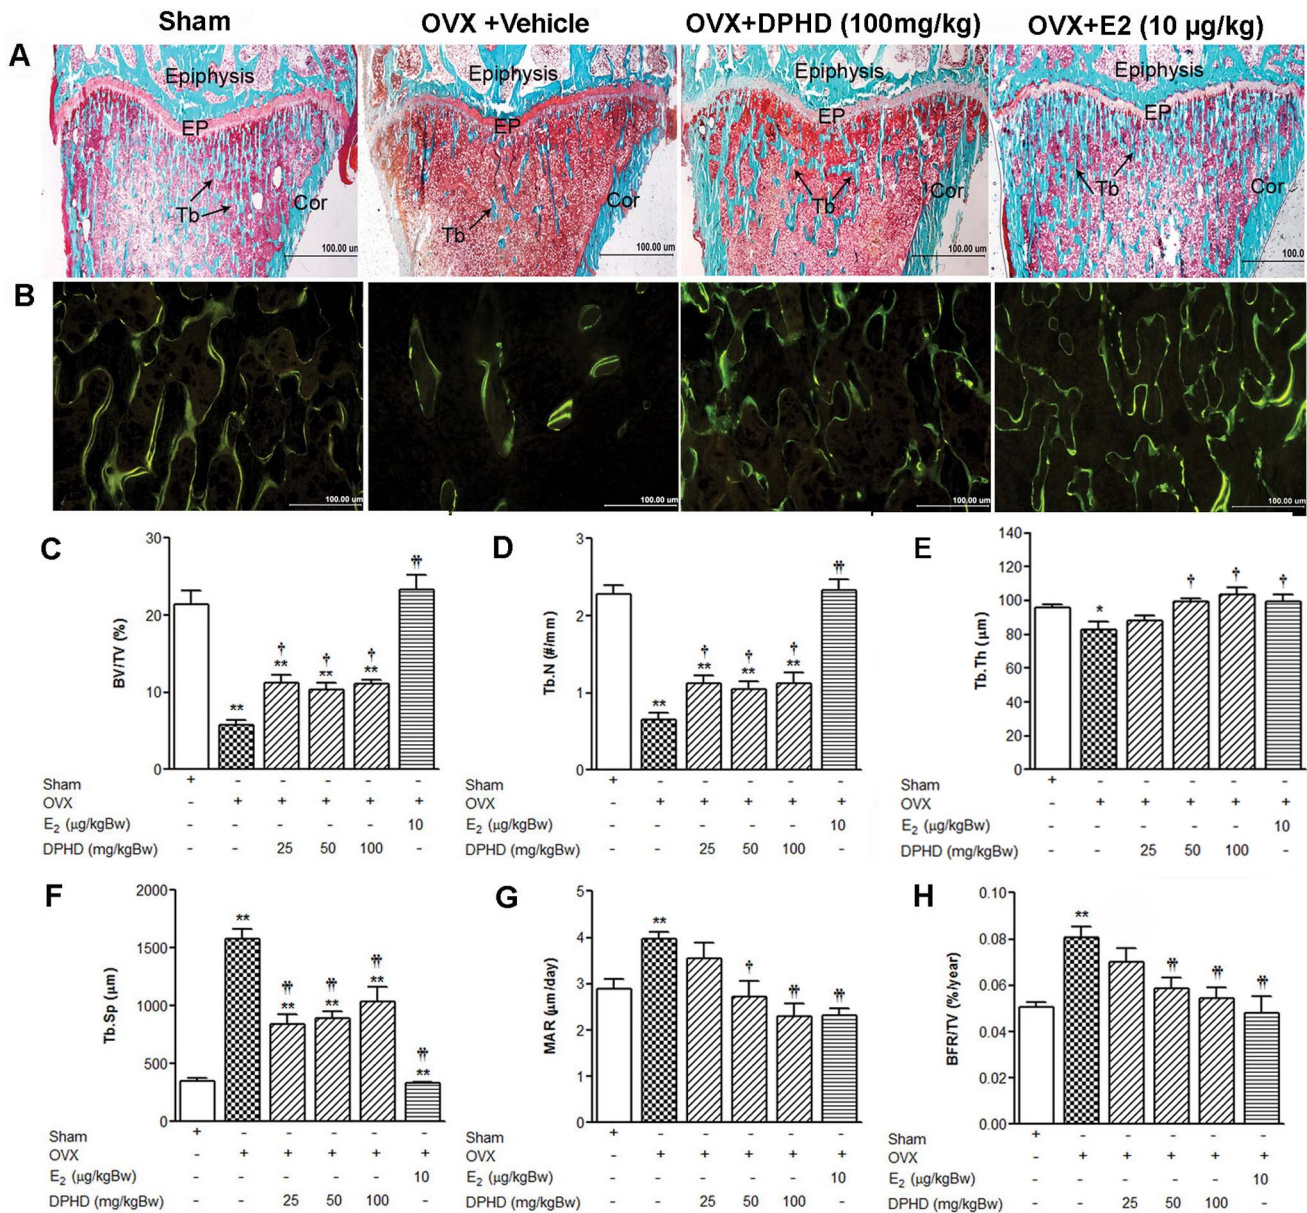 Sham
OVX +Vehicle
OVX+DPHD (100mg/kg)
OVX+E2 (10 µg/kg)
A
Epiphysis
EP
Tb
Cor
100.00 um
Epiphysis
EP
Tb
Cor
100.00 um
Epiphysis
EP
Tb
Cor
100.00 um
Epiphysis
EP
Tb
Cor
100.0
B
100.00 um
100.00 um
100.00 um
100.00 um
C
BV/TV (%)
30
20
10
0
** ** ** **
† † † ‡‡
Sham + - - - - -
OVX - + + + + +
E2 (µg/kgBw) - - - - - 10
DPHD (mg/kgBw) - - 25 50 100 -
D
Tb.N (#/mm)
3
2
1
0
** ** ** **
† † † ‡‡
Sham + - - - - -
OVX - + + + + +
E2 (µg/kgBw) - - - - - 10
DPHD (mg/kgBw) - - 25 50 100 -
E
Tb.Th (µm)
140
120
100
80
60
40
20
0
* † † †
Sham + - - - - -
OVX - + + + + +
E2 (µg/kgBw) - - - - - 10
DPHD (mg/kgBw) - - 25 50 100 -
F
Tb.Sp (µm)
2000
1500
1000
500
0
** ** ** ** **
‡‡ ‡‡ ‡‡ ‡‡
Sham + - - - - -
OVX - + + + + +
E2 (µg/kgBw) - - - - - 10
DPHD (mg/kgBw) - - 25 50 100 -
G
MAR (µm/day)
5
4
3
2
1
0
** † ‡‡ ‡‡
Sham + - - - - -
OVX - + + + + +
E2 (µg/kgBw) - - - - - 10
DPHD (mg/kgBw) - - 25 50 100 -
H
BFR/TV (%/year)
0.10
0.08
0.06
0.04
0.02
0.00
** ‡‡ ‡‡ ‡‡
Sham + - - - - -
OVX - + + + + +
E2 (µg/kgBw) - - - - - 10
DPHD (mg/kgBw) - - 25 50 100 -